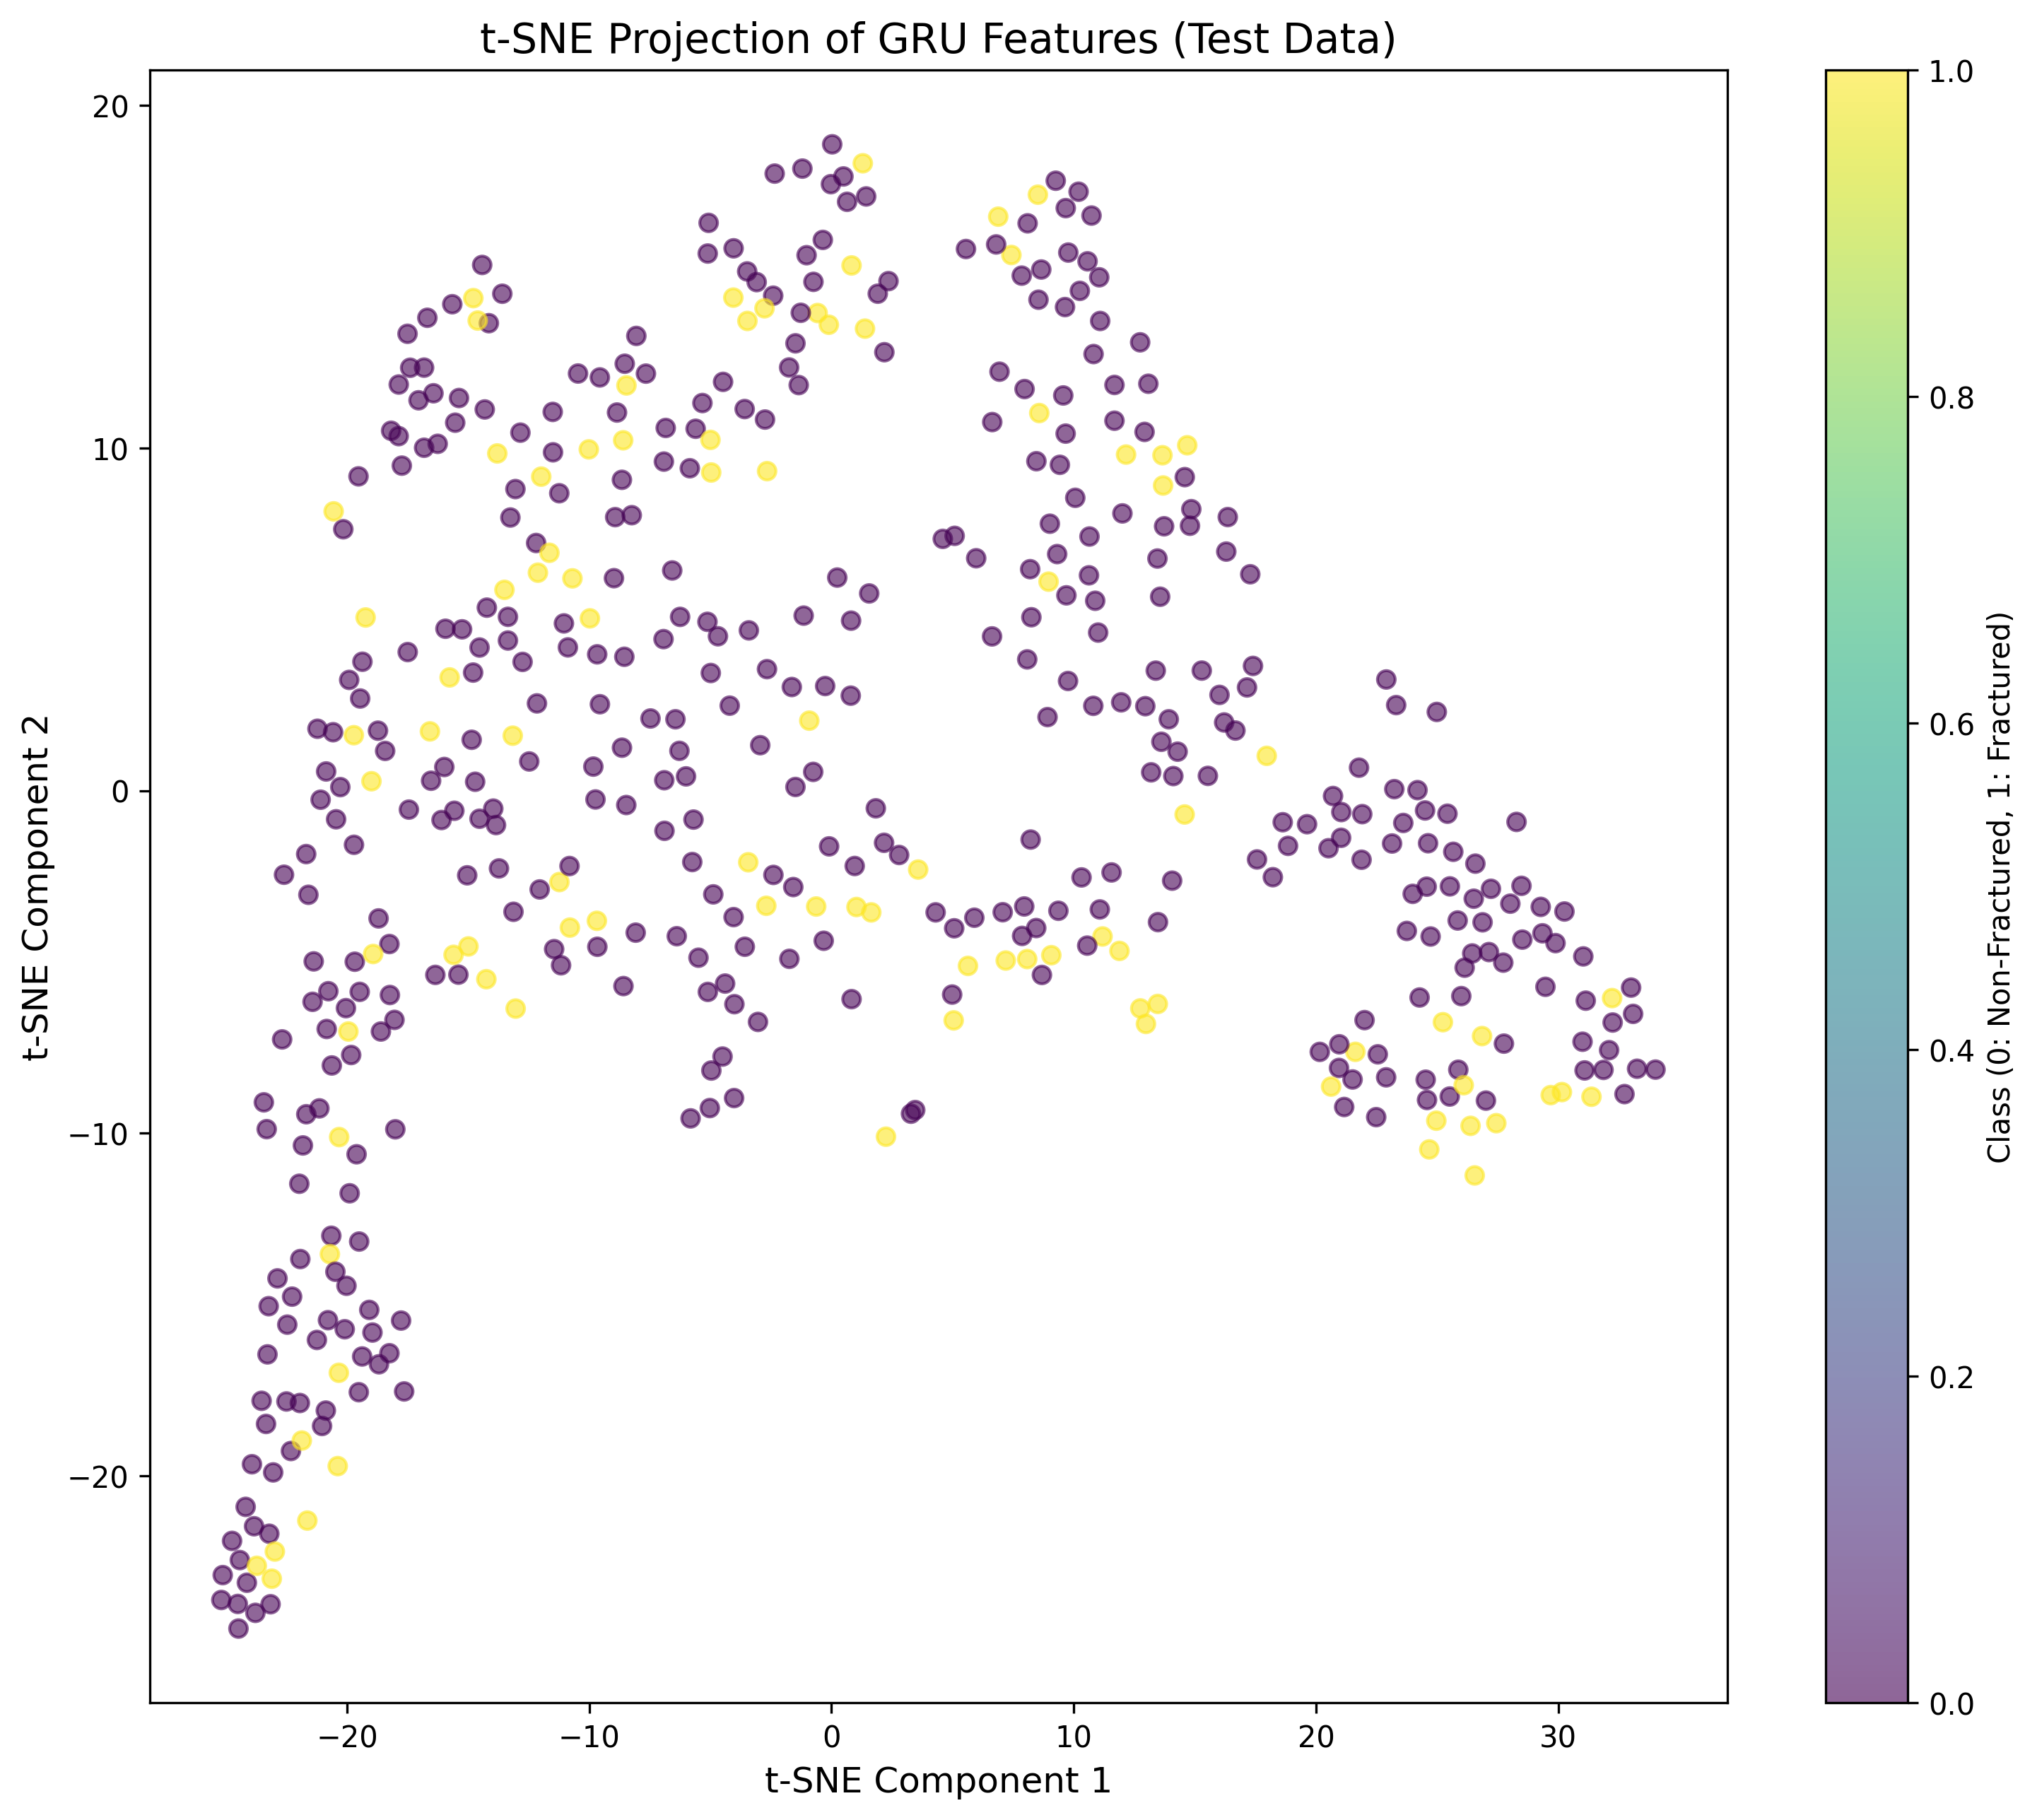 t-SNE Projection of GRU Features (Test Data)
20
10
0
−10
−20
t-SNE Component 2
−20 −10 0 10 20 30
t-SNE Component 1
1.0
0.8
0.6
0.4
0.2
0.0
Class (0: Non-Fractured, 1: Fractured)